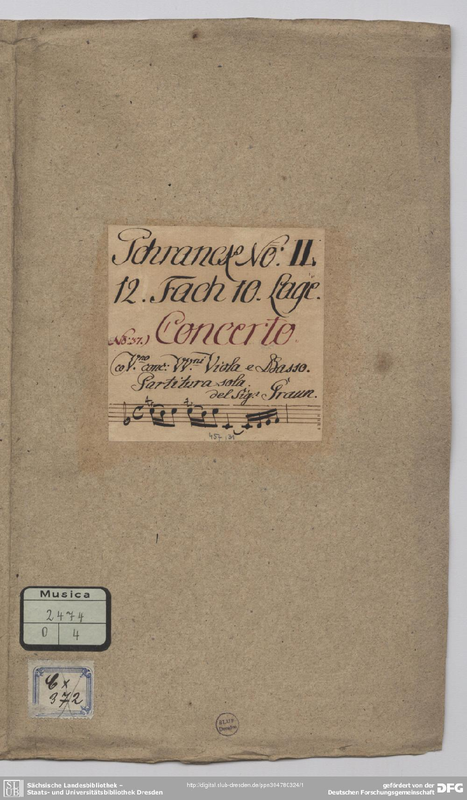 Schranck No: II.
12. Fach 10. Lage.
No: 37.) Concerto.
co V.no conc: VV.ni Viola e Basso.
Partitura sola.
del Sig.r Graun.
Musica
2474
O 4
Cx
372
Sächsische Landesbibliothek –
Staats- und Universitätsbibliothek Dresden
http://digital.slub-dresden.de/ppn354781324/1
gefördert von der
Deutschen Forschungsgemeinschaft
DFG